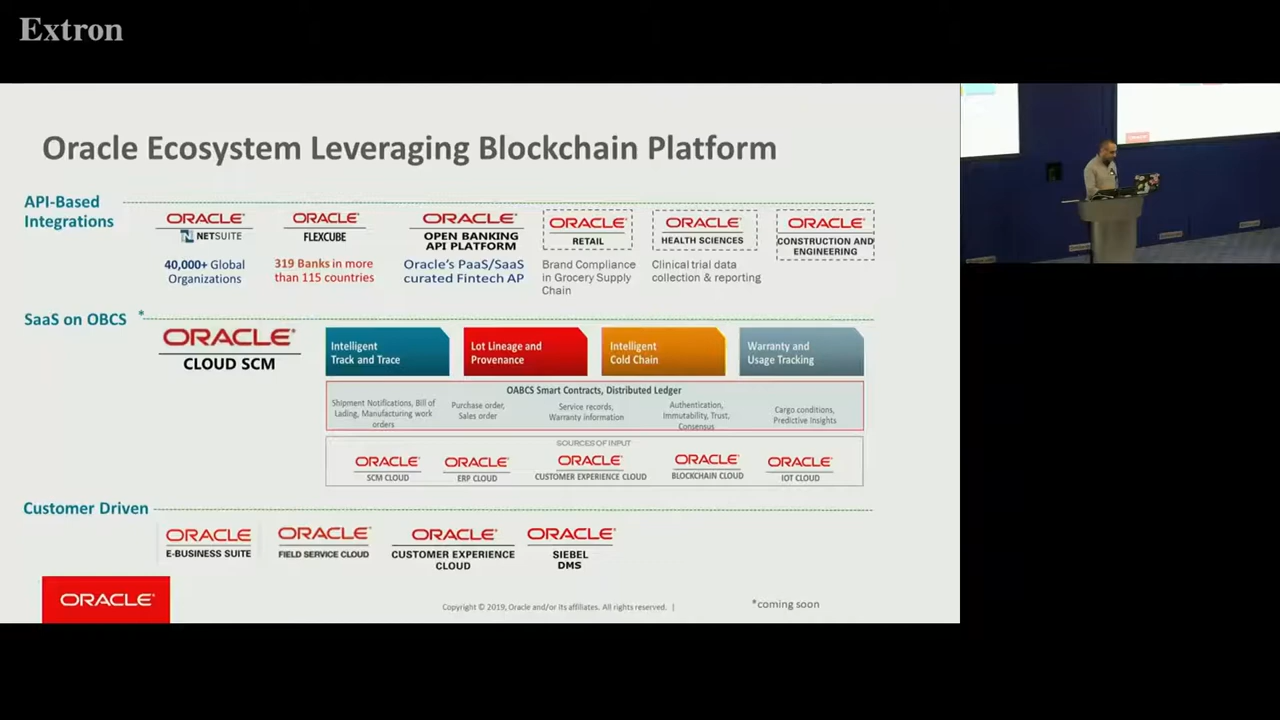 Extron
Oracle Ecosystem Leveraging Blockchain Platform
API-Based
Integrations
ORACLE
NETSUITE
40,000+ Global
Organizations
ORACLE
FLEXCUBE
319 Banks in more
than 115 countries
ORACLE
OPEN BANKING
API PLATFORM
Oracle's PaaS/SaaS
curated Fintech AP
ORACLE
RETAIL
Brand Compliance
in Grocery Supply
Chain
ORACLE
HEALTH SCIENCES
Clinical trial data
collection & reporting
ORACLE
CONSTRUCTION AND
ENGINEERING
SaaS on OBCS *
ORACLE
CLOUD SCM
Intelligent
Track and Trace
Lot Lineage and
Provenance
Intelligent
Cold Chain
Warranty and
Usage Tracking
OABCS Smart Contracts, Distributed Ledger
Shipment Notifications, Bill of
Lading, Manufacturing work
orders
Purchase order,
Sales order
Service records,
Warranty information
Authentication,
Immutability, Trust,
Consensus
Cargo conditions,
Predictive Insights
SOURCES OF INPUT
ORACLE
SCM CLOUD
ORACLE
ERP CLOUD
ORACLE
CUSTOMER EXPERIENCE CLOUD
ORACLE
BLOCKCHAIN CLOUD
ORACLE
IOT CLOUD
Customer Driven
ORACLE
E-BUSINESS SUITE
ORACLE
FIELD SERVICE CLOUD
ORACLE
CUSTOMER EXPERIENCE
CLOUD
ORACLE
SIEBEL
DMS
ORACLE
Copyright © 2019, Oracle and/or its affiliates. All rights reserved. |
*coming soon